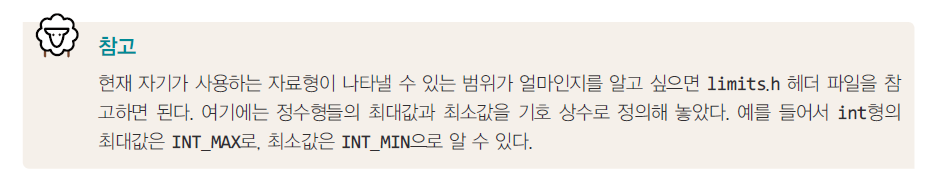 참고
현재 자기가 사용하는 자료형이 나타낼 수 있는 범위가 얼마인지를 알고 싶으면 limits.h 헤더 파일을 참
고하면 된다. 여기에는 정수형들의 최대값과 최소값을 기호 상수로 정의해 놓았다. 예를 들어서 int형의
최대값은 INT_MAX로, 최소값은 INT_MIN으로 알 수 있다.